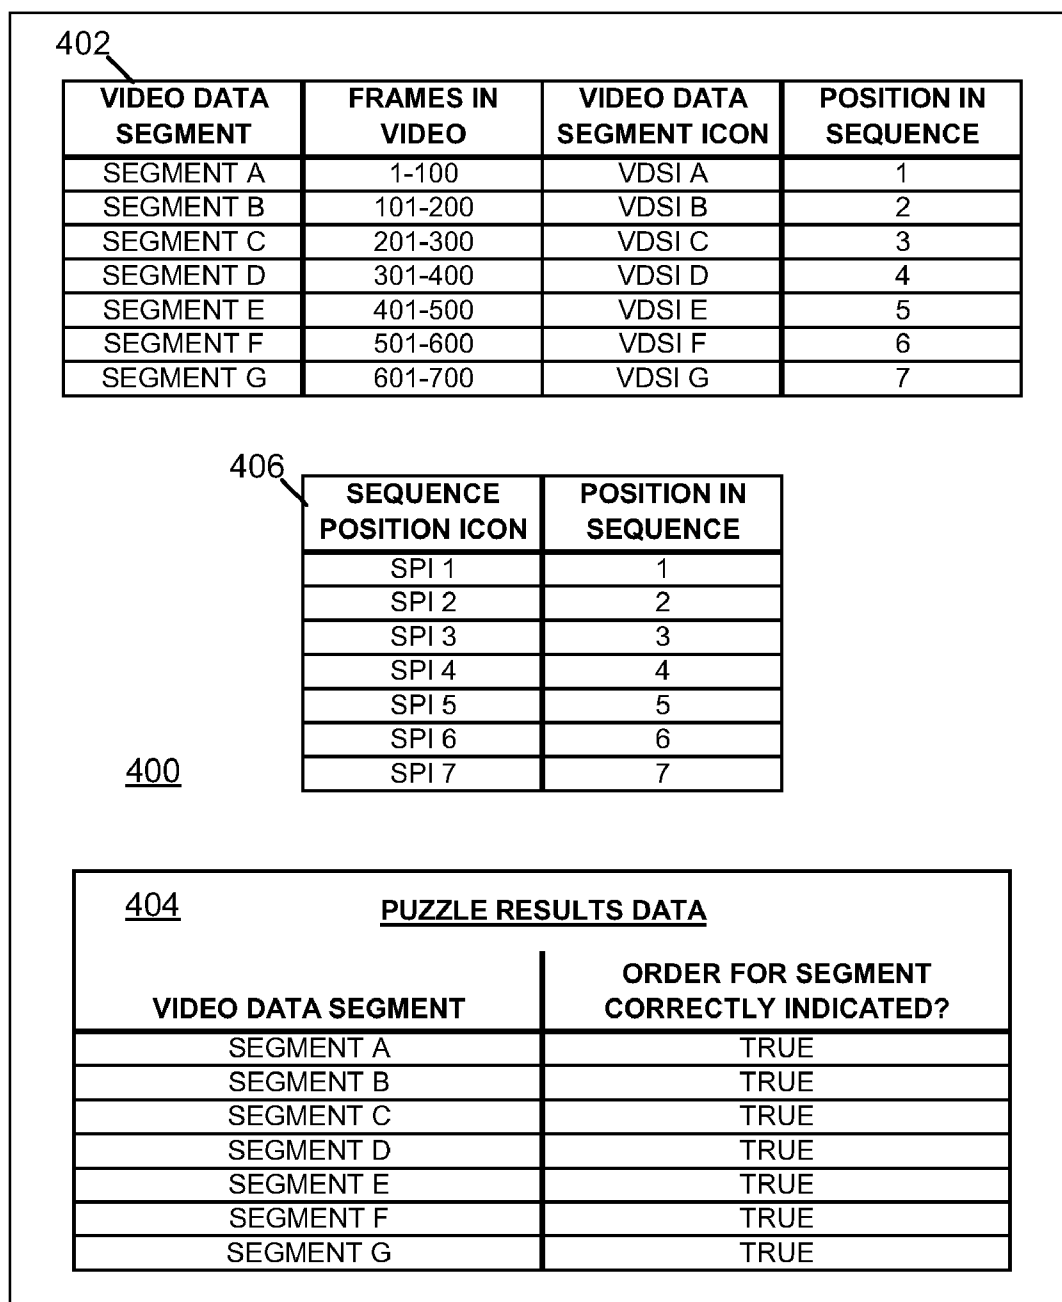 402
VIDEO DATA SEGMENT FRAMES IN VIDEO VIDEO DATA SEGMENT ICON POSITION IN SEQUENCE
SEGMENT A 1-100 VDSI A 1
SEGMENT B 101-200 VDSI B 2
SEGMENT C 201-300 VDSI C 3
SEGMENT D 301-400 VDSI D 4
SEGMENT E 401-500 VDSI E 5
SEGMENT F 501-600 VDSI F 6
SEGMENT G 601-700 VDSI G 7
406
SEQUENCE POSITION ICON POSITION IN SEQUENCE
SPI 1 1
SPI 2 2
SPI 3 3
SPI 4 4
SPI 5 5
SPI 6 6
SPI 7 7
400
404 PUZZLE RESULTS DATA
VIDEO DATA SEGMENT ORDER FOR SEGMENT CORRECTLY INDICATED?
SEGMENT A TRUE
SEGMENT B TRUE
SEGMENT C TRUE
SEGMENT D TRUE
SEGMENT E TRUE
SEGMENT F TRUE
SEGMENT G TRUE